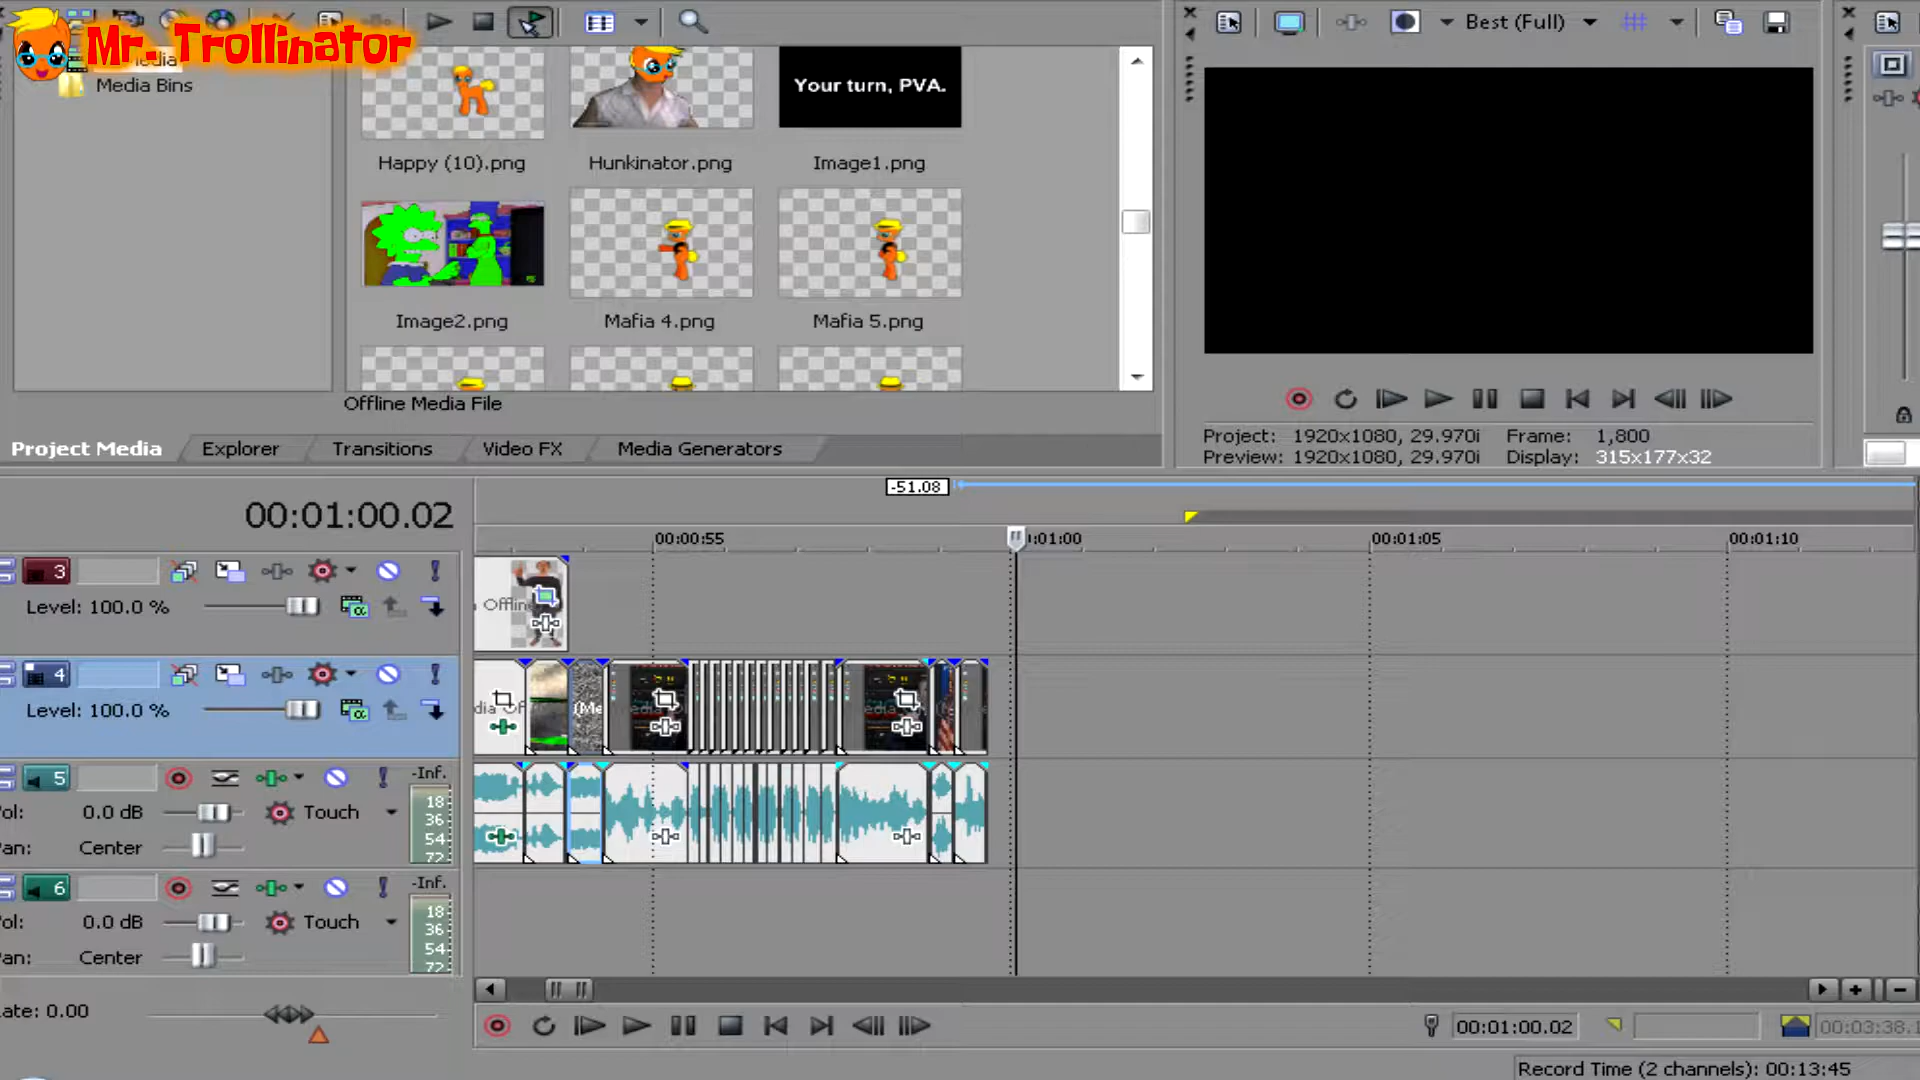 Mr. Trollinator
Media Bins
Your turn, PVA.
Happy (10).png
Hunkinator.png
Image1.png
Image2.png
Mafia 4.png
Mafia 5.png
Offline Media File
Project Media
Explorer
Transitions
Video FX
Media Generators
Best (Full)
Project: 1920x1080, 29.970i
Frame: 1,800
Preview: 1920x1080, 29.970i
Display: 315x177x32
-51.08
00:01:00.02
00:00:55
:01:00
00:01:05
00:01:10
3
Level: 100.0 %
4
Level: 100.0 %
5
-Inf.
ol: 0.0 dB
Touch
18
36
54
72
an: Center
6
-Inf.
ol: 0.0 dB
Touch
18
36
54
72
an: Center
Offlin
(Me
ate: 0.00
00:01:00.02
00:03:38.1
Record Time (2 channels): 00:13:45